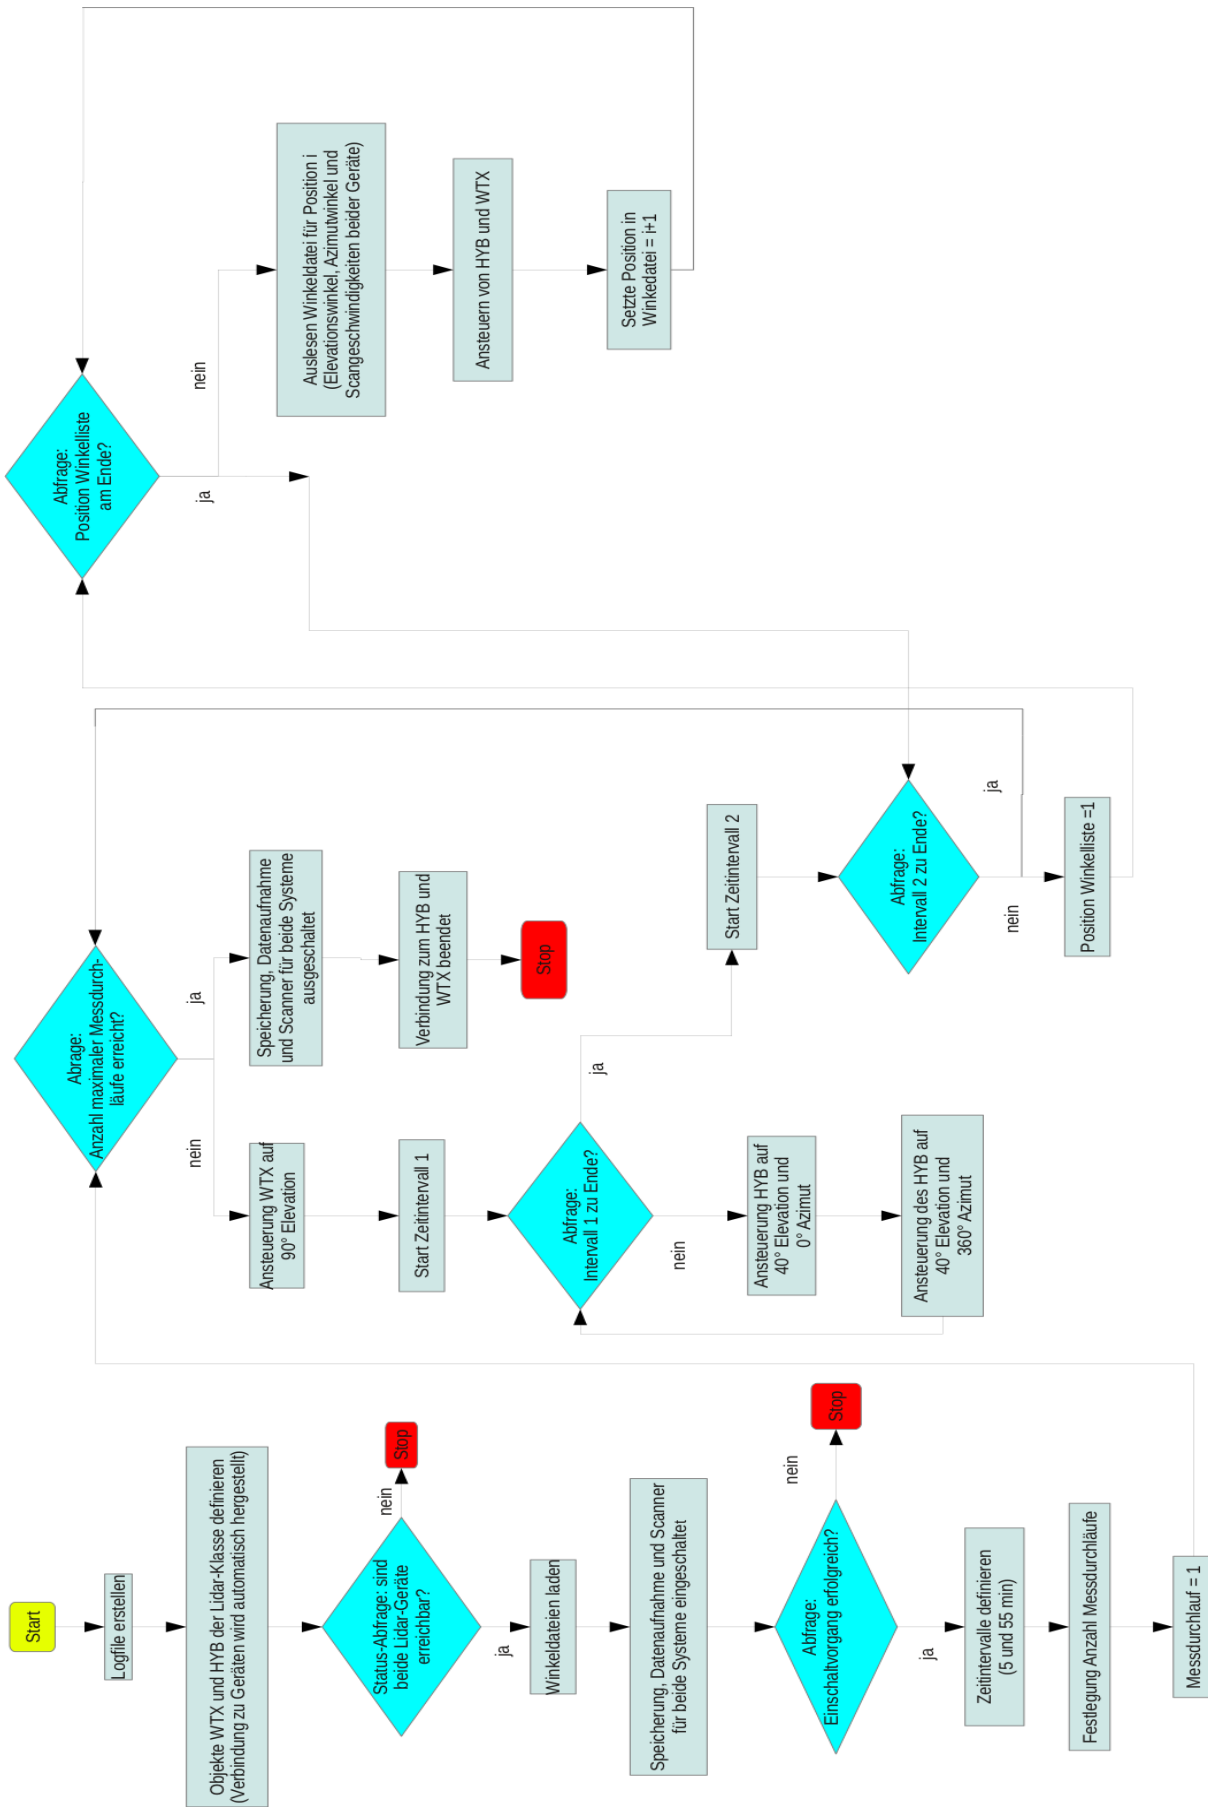 Start
Logfile erstellen
Objekte WTX und HYB der Lidar-Klasse definieren
(Verbindung zu Geräten wird automatisch hergestellt)
Status-Abfrage: sind
beide Lidar-Geräte
erreichbar?
nein
Stop
ja
Winkeldateien laden
Speicherung, Datenaufnahme und Scanner
für beide Systeme eingeschaltet
Abfrage:
Einschaltvorgang erfolgreich?
nein
Stop
ja
Zeitintervalle definieren
(5 und 55 min)
Festlegung Anzahl Messdurchläufe
Messdurchlauf = 1
Abrage:
Anzahl maximaler Messdurch-
läufe erreicht?
nein
ja
Ansteuerung WTX auf
90° Elevation
Start Zeitintervall 1
Abfrage:
Intervall 1 zu Ende?
nein
ja
Ansteuerung HYB auf
40° Elevation und
0° Azimut
Ansteuerung des HYB auf
40° Elevation und
360° Azimut
Speicherung, Datenaufnahme
und Scanner für beide Systeme
ausgeschaltet
Verbindung zum HYB und
WTX beendet
Stop
Start Zeitintervall 2
Abfrage:
Intervall 2 zu Ende?
nein
ja
Position Winkelliste =1
Abfrage:
Position Winkelliste
am Ende?
ja
nein
Auslesen Winkeldatei für Position i
(Elevationswinkel, Azimutwinkel und
Scangeschwindigkeiten beider Geräte)
Ansteuern von HYB und WTX
Setzte Position in
Winkedatei = i+1